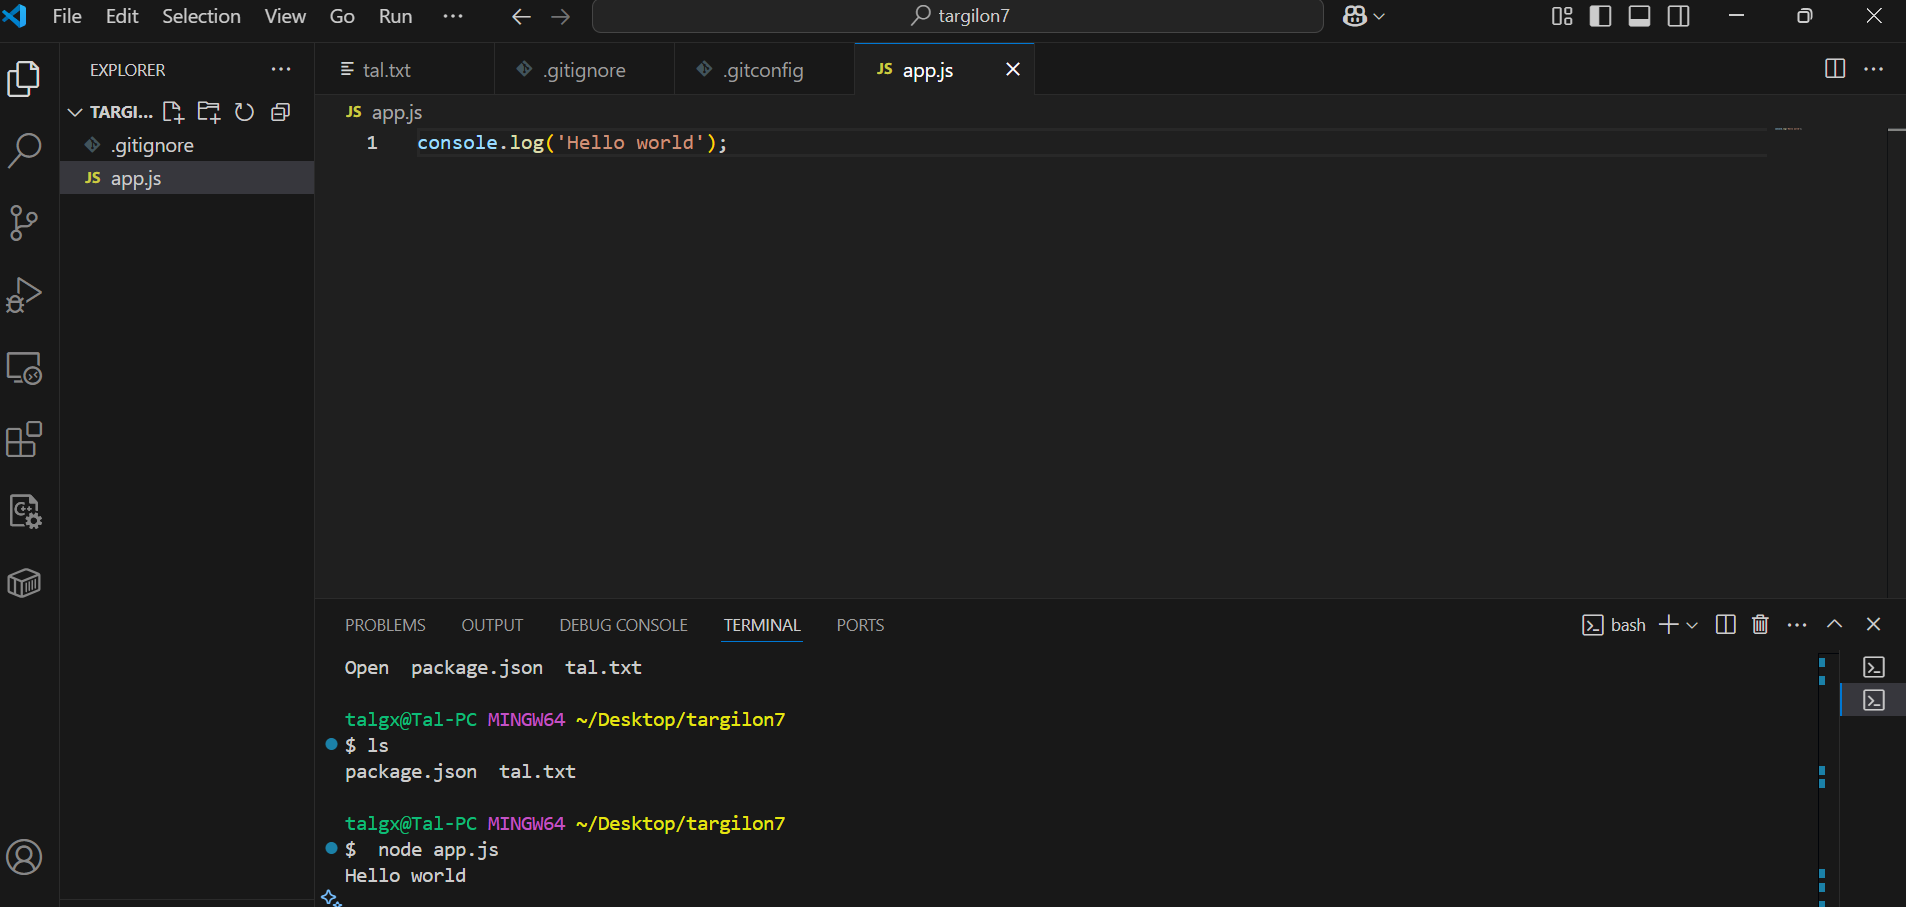 File Edit Selection View Go Run ··· targilon7
EXPLORER ···
tal.txt .gitignore .gitconfig JS app.js
TARGI...
.gitignore
JS app.js
JS app.js
1 console.log('Hello world');
PROBLEMS OUTPUT DEBUG CONSOLE TERMINAL PORTS bash
Open package.json tal.txt
talgx@Tal-PC MINGW64 ~/Desktop/targilon7
$ ls
package.json tal.txt
talgx@Tal-PC MINGW64 ~/Desktop/targilon7
$ node app.js
Hello world